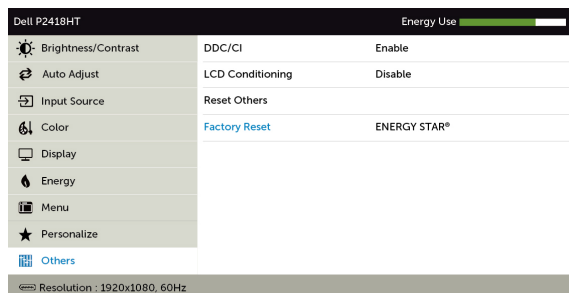 Dell P2418HT Energy Use
Brightness/Contrast DDC/CI Enable
Auto Adjust LCD Conditioning Disable
Input Source Reset Others
Color Factory Reset ENERGY STAR®
Display
Energy
Menu
Personalize
Others
Resolution : 1920x1080, 60Hz